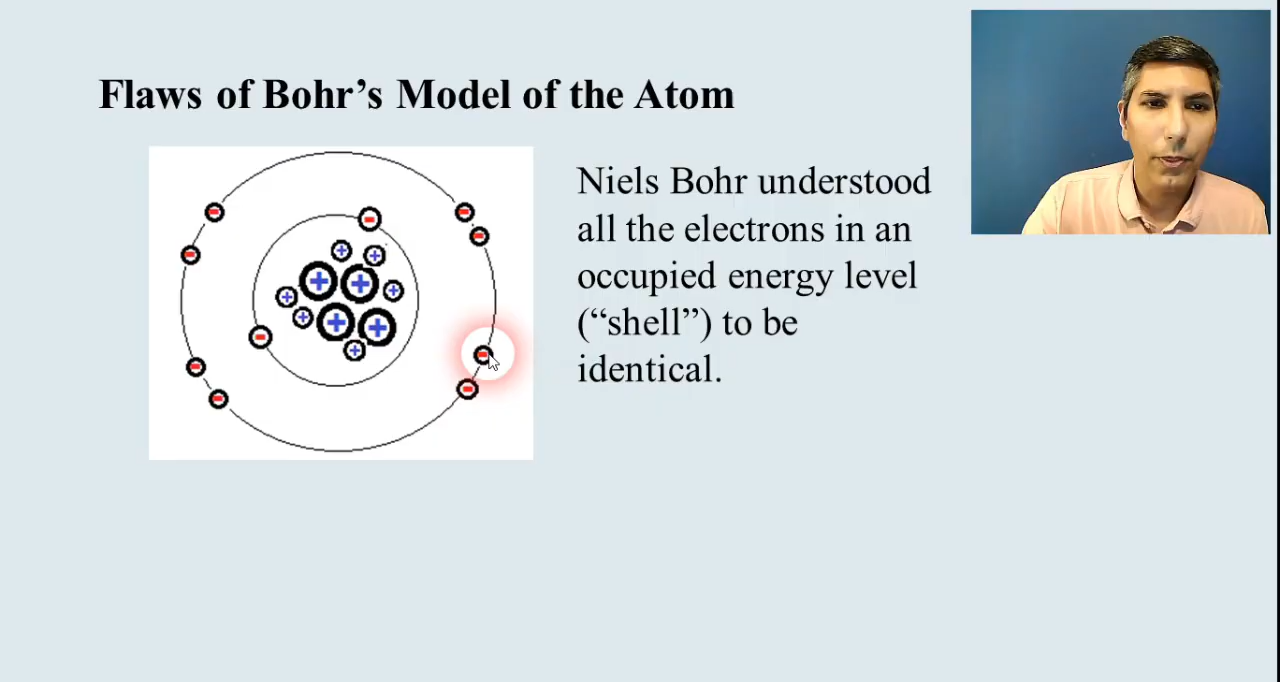 Flaws of Bohr’s Model of the Atom
Niels Bohr understood
all the electrons in an
occupied energy level
(“shell”) to be
identical.